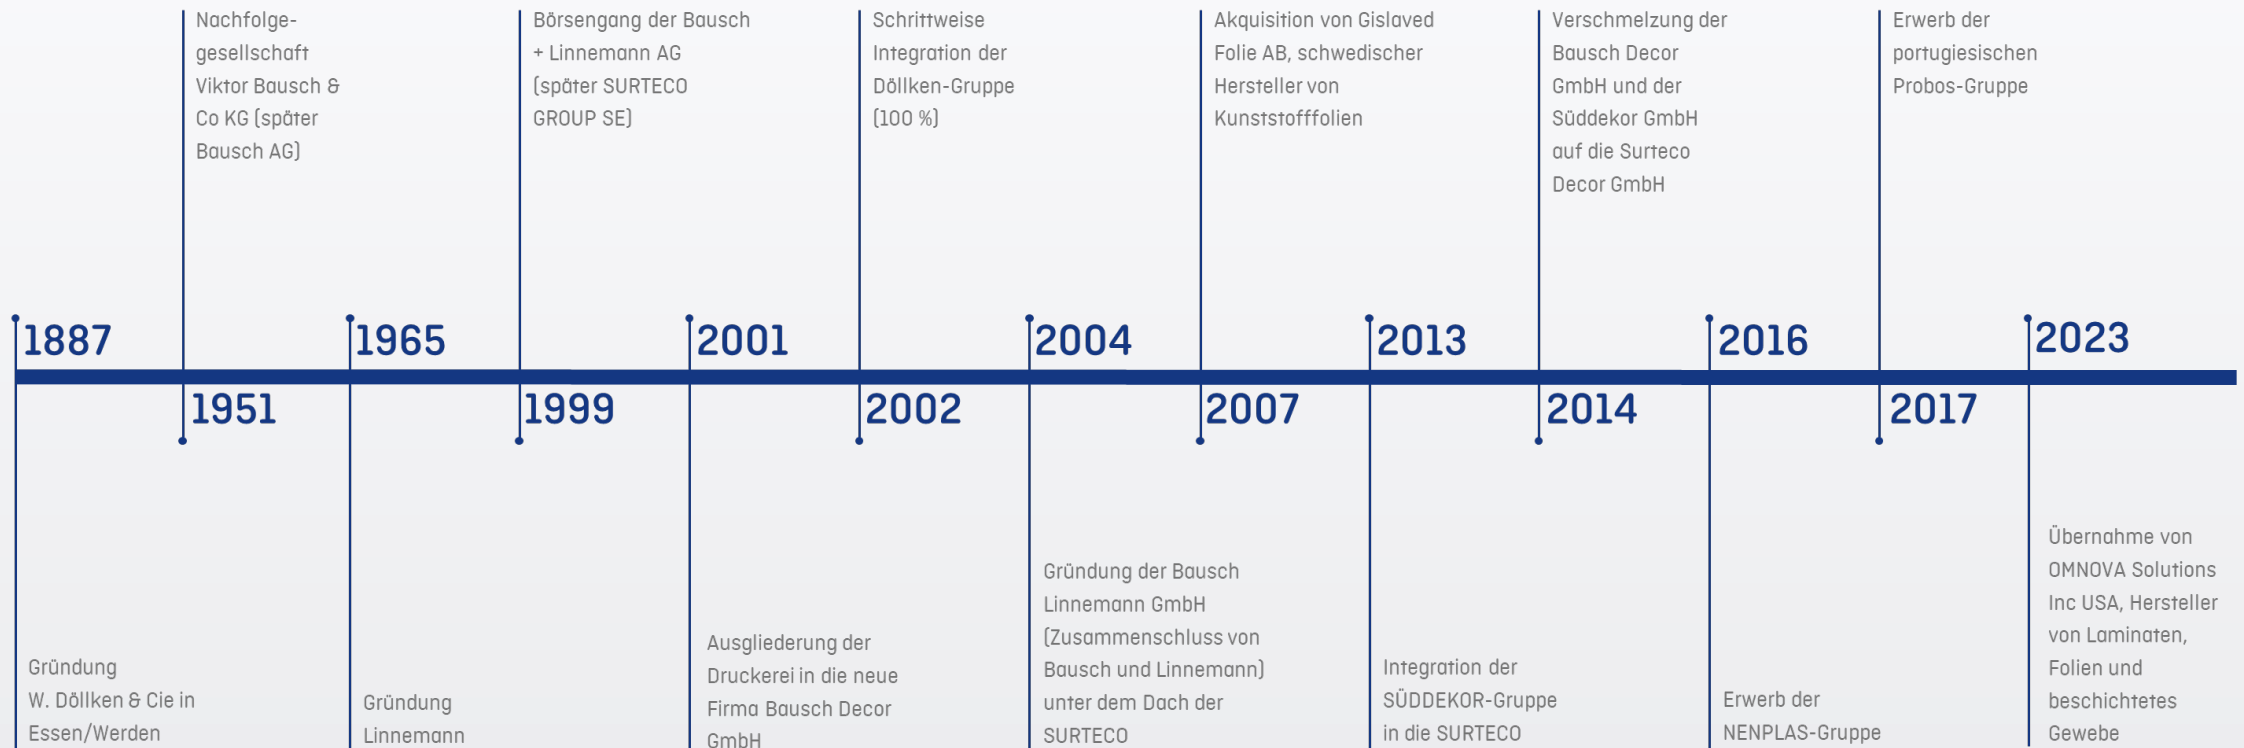 Nachfolge-
gesellschaft
Viktor Bausch &
Co KG (später
Bausch AG)
Börsengang der Bausch
+ Linnemann AG
(später SURTECO
GROUP SE)
Schrittweise
Integration der
Döllken-Gruppe
(100 %)
Akquisition von Gislaved
Folie AB, schwedischer
Hersteller von
Kunststofffolien
Verschmelzung der
Bausch Decor
GmbH und der
Süddekor GmbH
auf die Surteco
Decor GmbH
Erwerb der
portugiesischen
Probos-Gruppe
1887
1965
2001
2004
2013
2016
2023
1951
1999
2002
2007
2014
2017
Gründung
W. Döllken & Cie in
Essen/Werden
Gründung
Linnemann
Ausgliederung der
Druckerei in die neue
Firma Bausch Decor
GmbH
Gründung der Bausch
Linnemann GmbH
(Zusammenschluss von
Bausch und Linnemann)
unter dem Dach der
SURTECO
Integration der
SÜDDEKOR-Gruppe
in die SURTECO
Erwerb der
NENPLAS-Gruppe
Übernahme von
OMNOVA Solutions
Inc USA, Hersteller
von Laminaten,
Folien und
beschichtetes
Gewebe